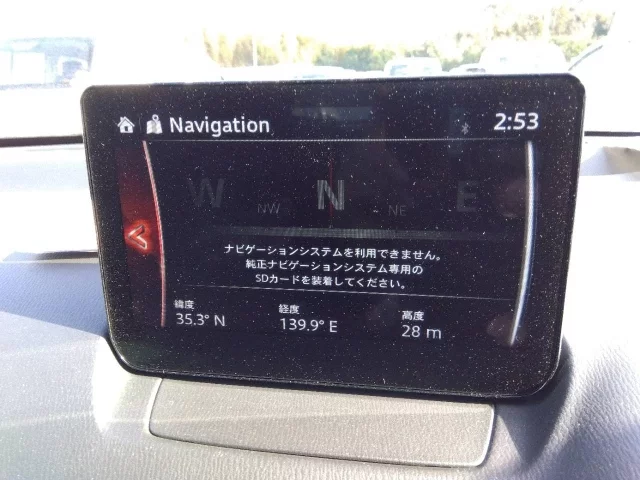 Navigation 2:53
W NW N NE E
ナビゲーションシステムを利用できません。
純正ナビゲーションシステム専用の
SDカードを装着してください。
緯度 経度 高度
35.3° N 139.9° E 28 m